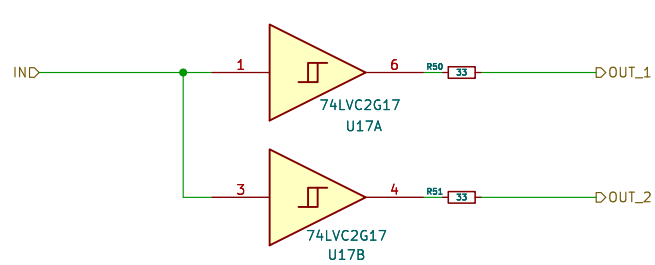 IN
1
6
R50
33
OUT_1
74LVC2G17
U17A
3
4
R51
33
OUT_2
74LVC2G17
U17B